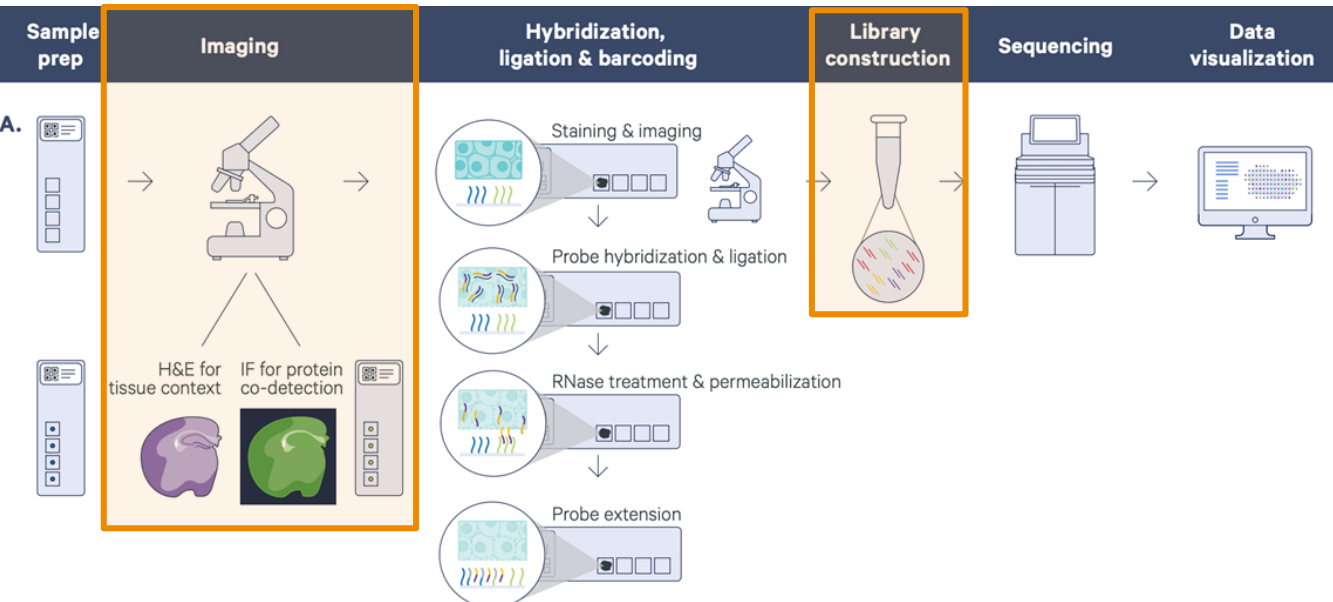 Sample
prep
Imaging
Hybridization,
ligation & barcoding
Library
construction
Sequencing
Data
visualization
A.
Staining & imaging
Probe hybridization & ligation
RNase treatment & permeabilization
Probe extension
H&E for
tissue context
IF for protein
co-detection